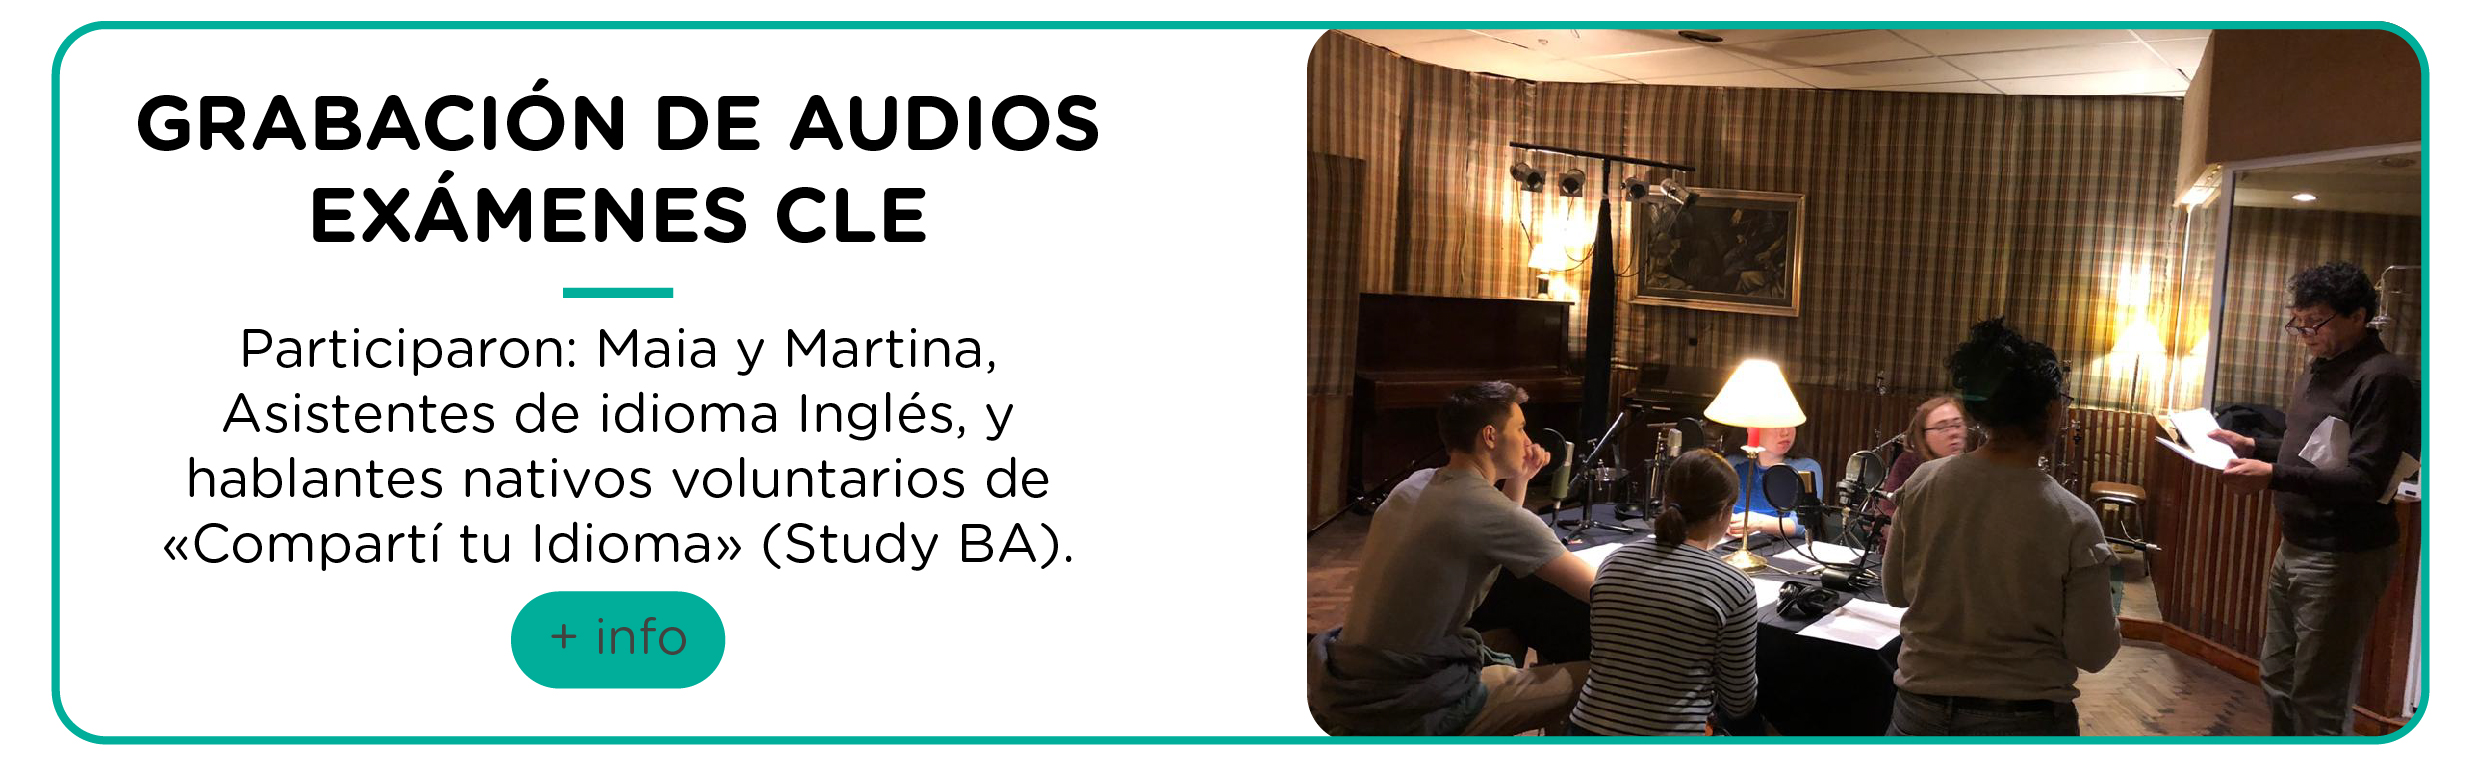 GRABACIÓN DE AUDIOS
EXÁMENES CLE
Participaron: Maia y Martina,
Asistentes de idioma Inglés, y
hablantes nativos voluntarios de
«Compartí tu Idioma» (Study BA).
+ info